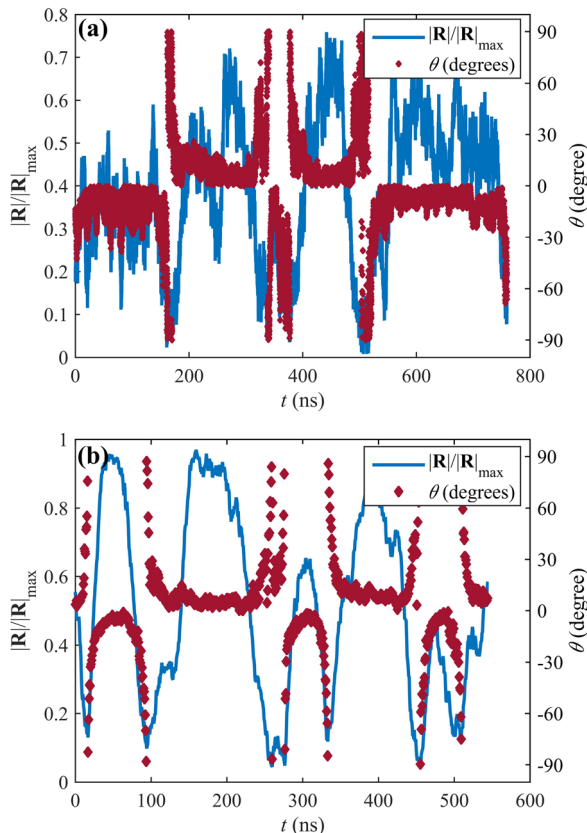 (a)
|R|/|R|max
θ (degrees)
0.8
0.7
0.6
0.5
0.4
0.3
0.2
0.1
0
|R|/|R|max
90
60
30
0
-30
-60
-90
θ (degree)
0 200 400 600 800
t (ns)
(b)
|R|/|R|max
θ (degrees)
1
0.8
0.6
0.4
0.2
0
|R|/|R|max
90
60
30
0
-30
-60
-90
θ (degree)
0 100 200 300 400 500 600
t (ns)